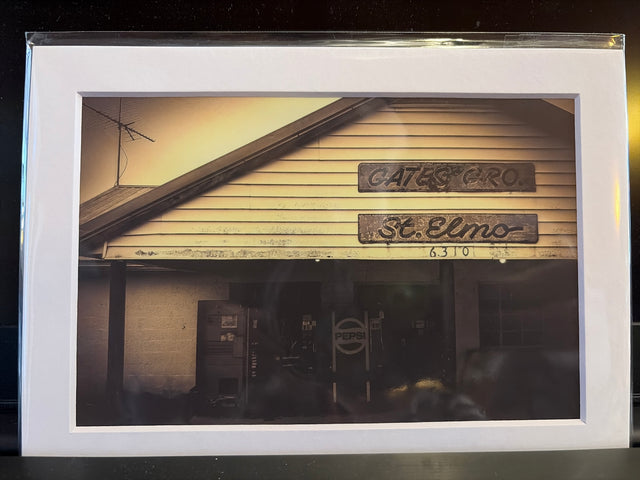 GATES GRO.
St. Elmo
6310
PEPSI